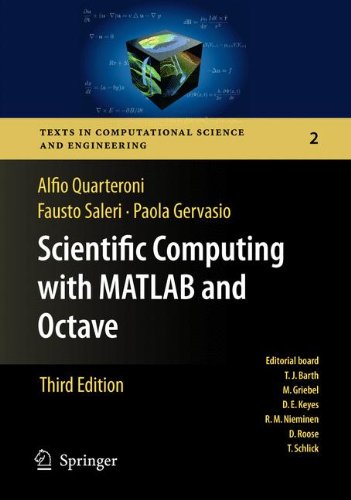 TEXTS IN COMPUTATIONAL SCIENCE
AND ENGINEERING
2
Alfio Quarteroni
Fausto Saleri · Paola Gervasio
Scientific Computing
with MATLAB and
Octave
Third Edition
Editorial board
T. J. Barth
M. Griebel
D. E. Keyes
R. M. Nieminen
D. Roose
T. Schlick
Springer